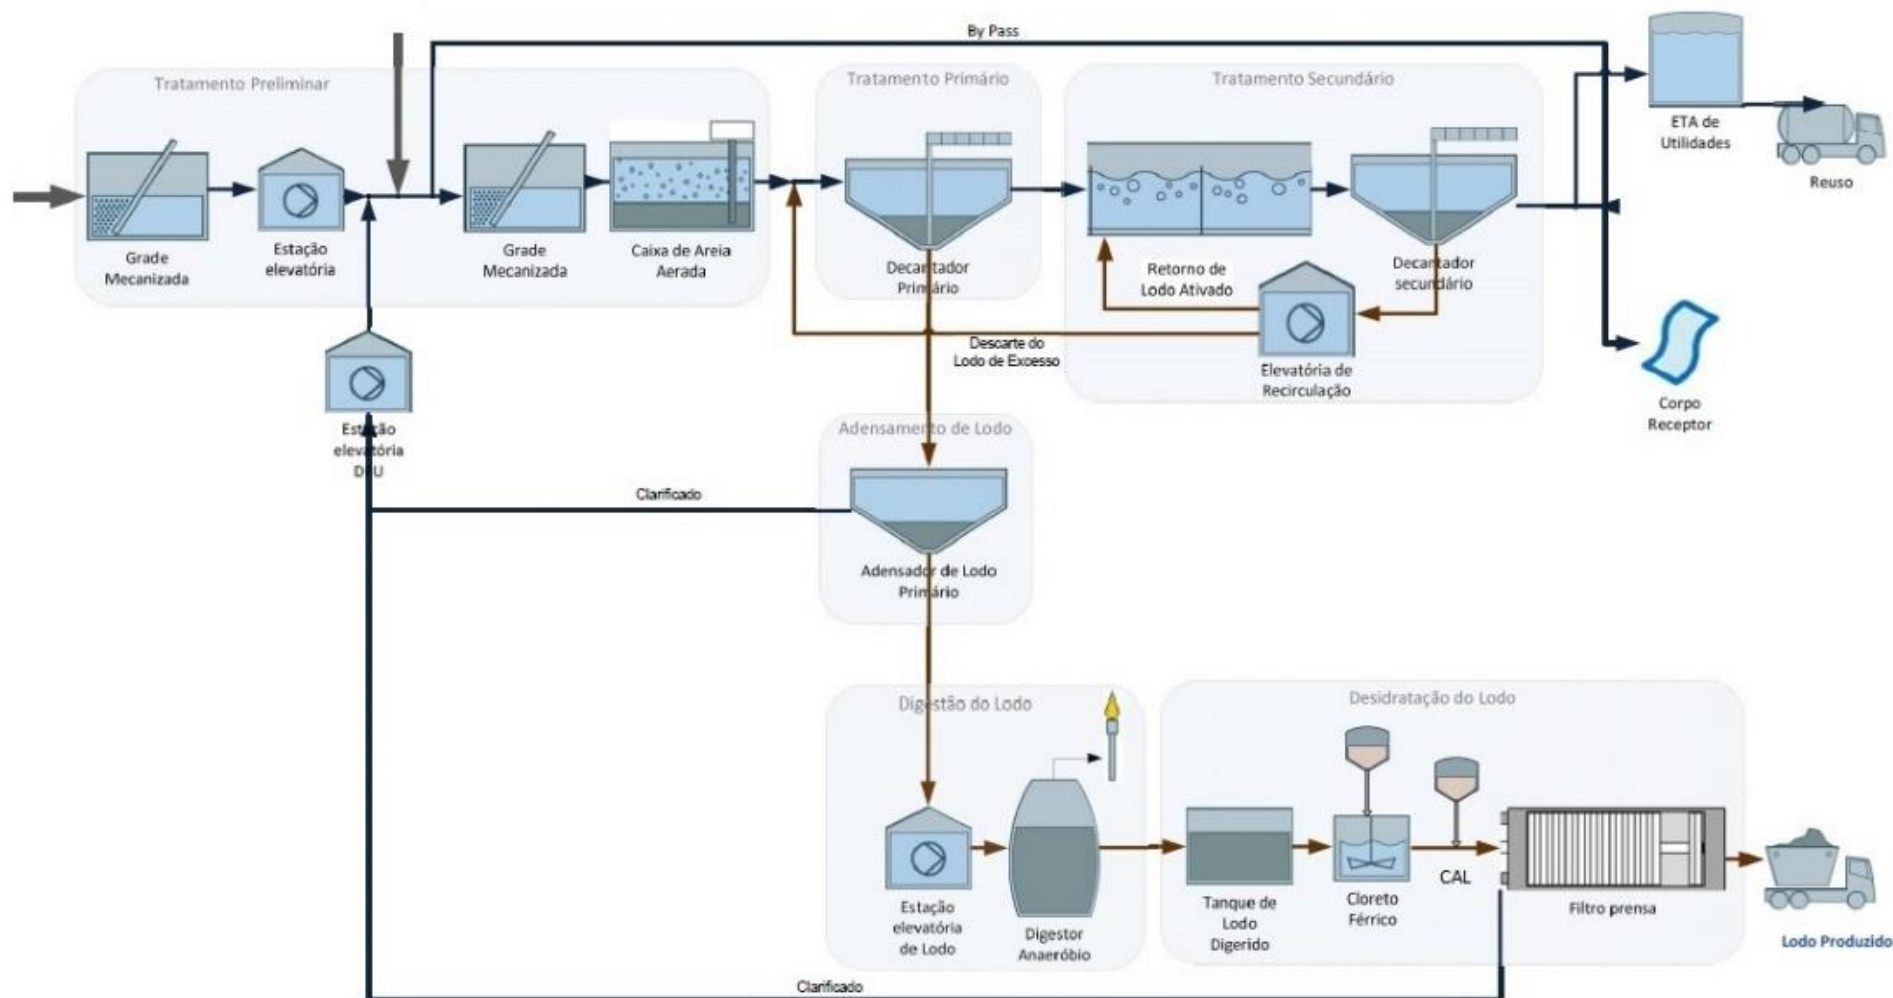 By Pass
Tratamento Preliminar
Tratamento Primário
Tratamento Secundário
ETA de
Utilidades
Reuso
Grade
Mecanizada
Estação
elevatória
Grade
Mecanizada
Caixa de Areia
Aerada
Decantador
Primário
Retorno de
Lodo Ativado
Decantador
secundário
Descarte do
Lodo de Excesso
Elevatória de
Recirculação
Corpo
Receptor
Estação
elevatória
Adensamento de Lodo
Clarificado
Adensador de Lodo
Primário
Digestão do Lodo
Desidratação do Lodo
CAL
Estação
elevatória
de Lodo
Digestor
Anaeróbio
Tanque de
Lodo
Digerido
Cloreto
Férrico
Filtro prensa
Lodo Produzido
Clarificado